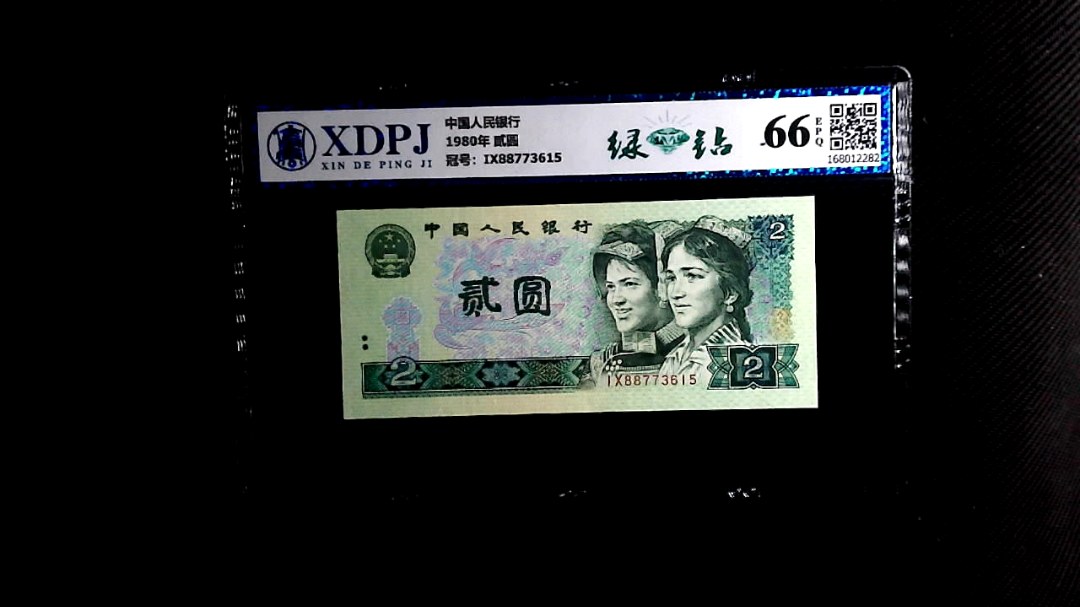 XDPJ
XIN DE PING JI
中国人民银行
1980年 贰圆
冠号：IX88773615
绿钻
66
EPQ
168012282
中国人民银行
2
贰圆
2
IX88773615
2